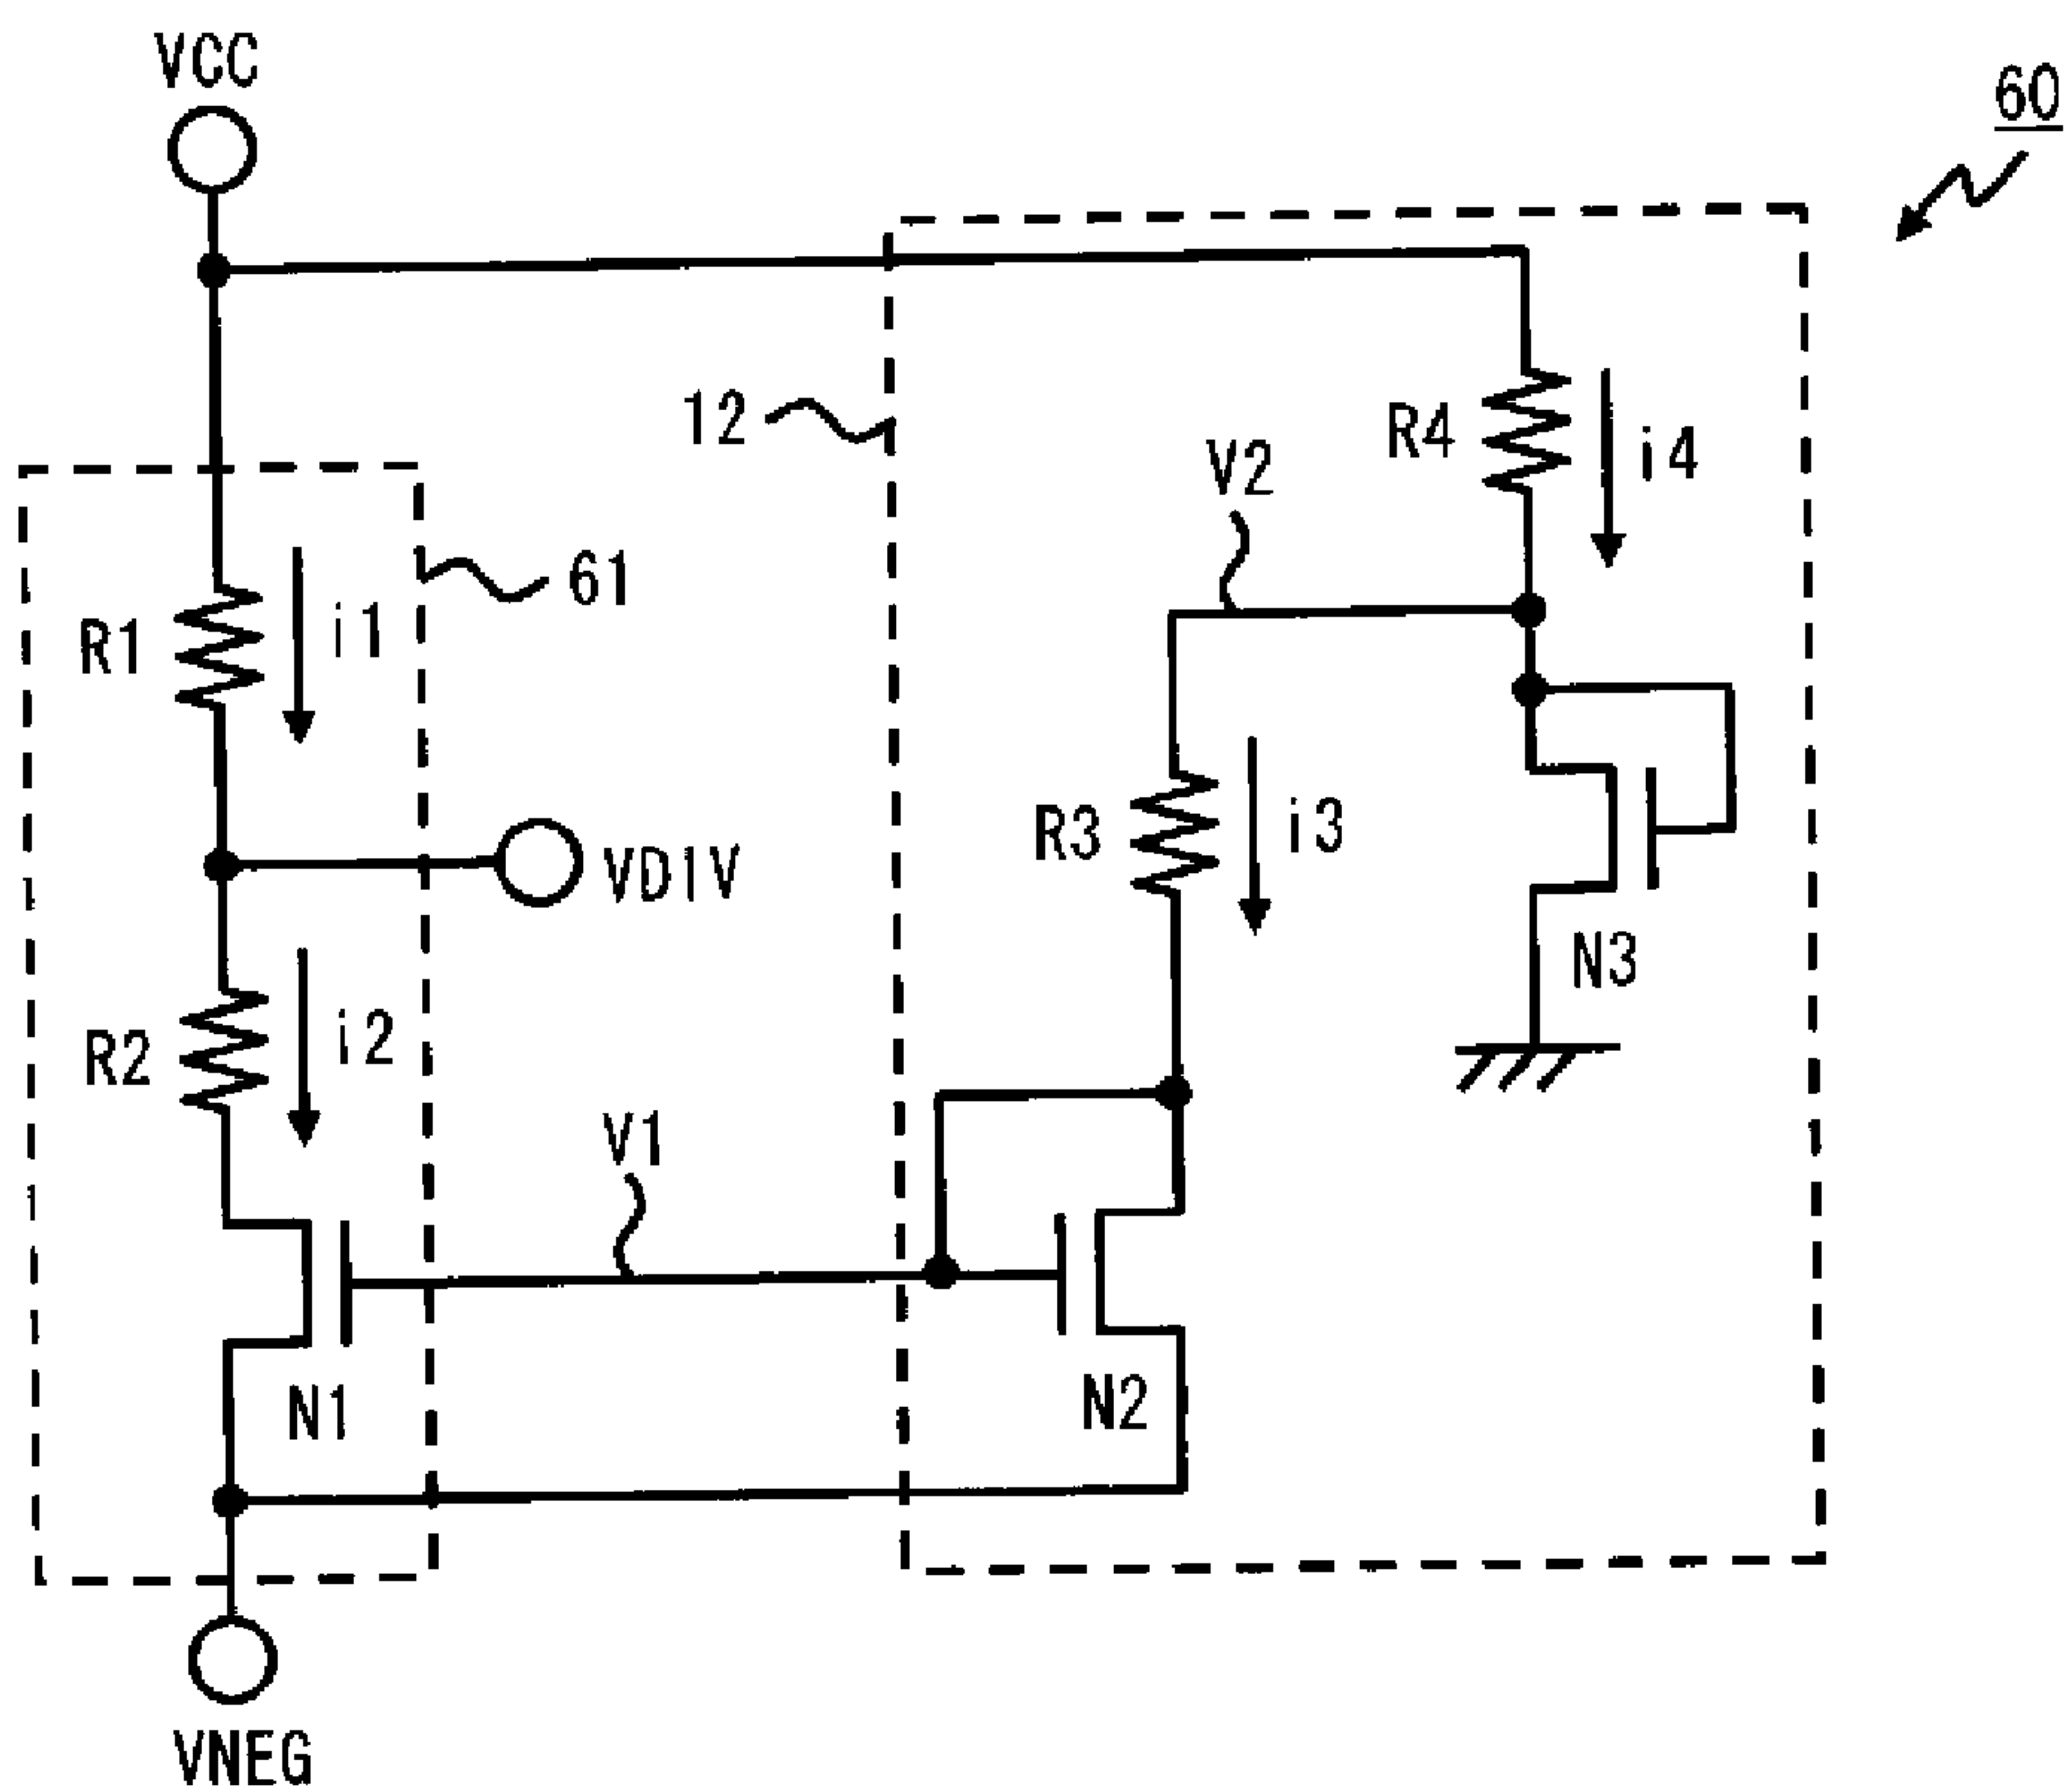 VCC
60
12
R4
i4
V2
61
R1
i1
R3
i3
VD1V
N3
R2
i2
V1
N1
N2
VNEG